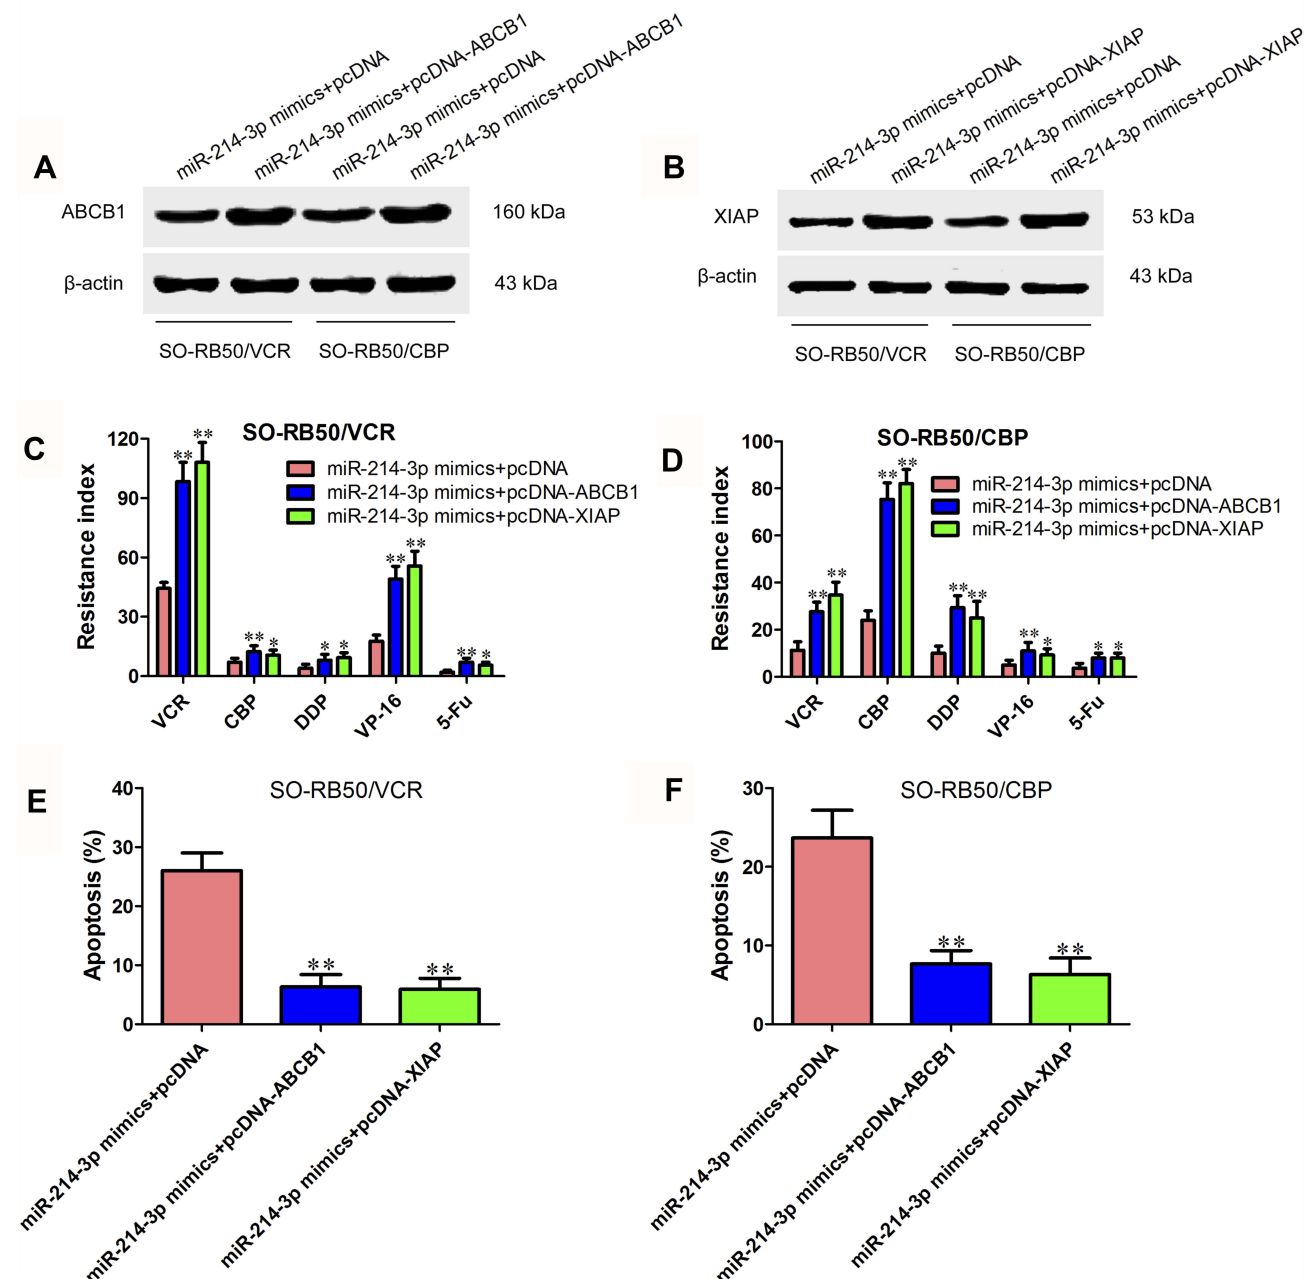 A
miR-214-3p mimics+pcDNA
miR-214-3p mimics+pcDNA-ABCB1
miR-214-3p mimics+pcDNA
miR-214-3p mimics+pcDNA-ABCB1
ABCB1
160 kDa
β-actin
43 kDa
SO-RB50/VCR
SO-RB50/CBP
B
miR-214-3p mimics+pcDNA
miR-214-3p mimics+pcDNA-XIAP
miR-214-3p mimics+pcDNA
miR-214-3p mimics+pcDNA-XIAP
XIAP
53 kDa
β-actin
43 kDa
SO-RB50/VCR
SO-RB50/CBP
C
SO-RB50/VCR
miR-214-3p mimics+pcDNA
miR-214-3p mimics+pcDNA-ABCB1
miR-214-3p mimics+pcDNA-XIAP
Resistance index
120
90
60
30
0
** **
** *
* *
** **
** *
VCR
CBP
DDP
VP-16
5-Fu
D
SO-RB50/CBP
miR-214-3p mimics+pcDNA
miR-214-3p mimics+pcDNA-ABCB1
miR-214-3p mimics+pcDNA-XIAP
Resistance index
100
80
60
40
20
0
** **
** **
** **
** *
* *
VCR
CBP
DDP
VP-16
5-Fu
E
SO-RB50/VCR
Apoptosis (%)
40
30
20
10
0
**
**
miR-214-3p mimics+pcDNA
miR-214-3p mimics+pcDNA-ABCB1
miR-214-3p mimics+pcDNA-XIAP
F
SO-RB50/CBP
Apoptosis (%)
30
20
10
0
**
**
miR-214-3p mimics+pcDNA
miR-214-3p mimics+pcDNA-ABCB1
miR-214-3p mimics+pcDNA-XIAP